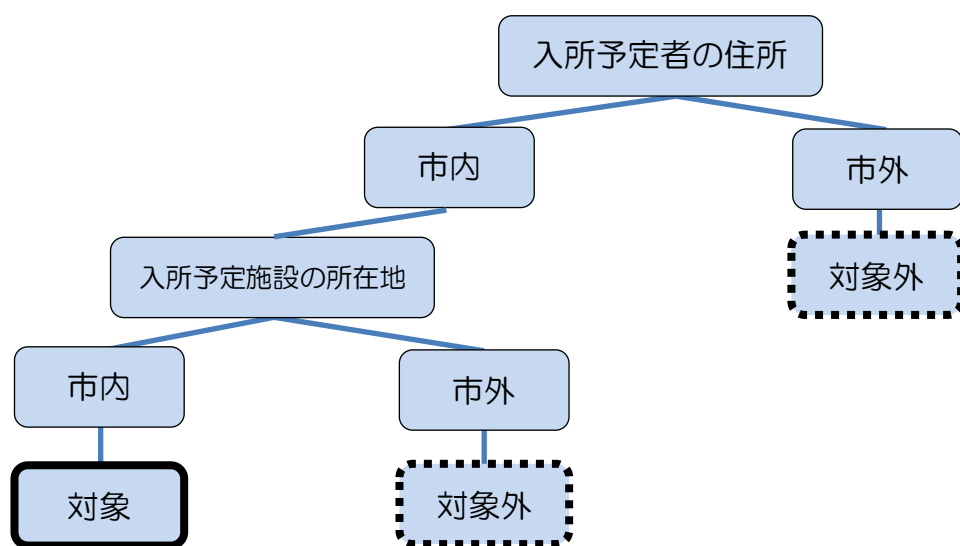 入所予定者の住所
市内
市外
入所予定施設の所在地
対象外
市内
市外
対象
対象外